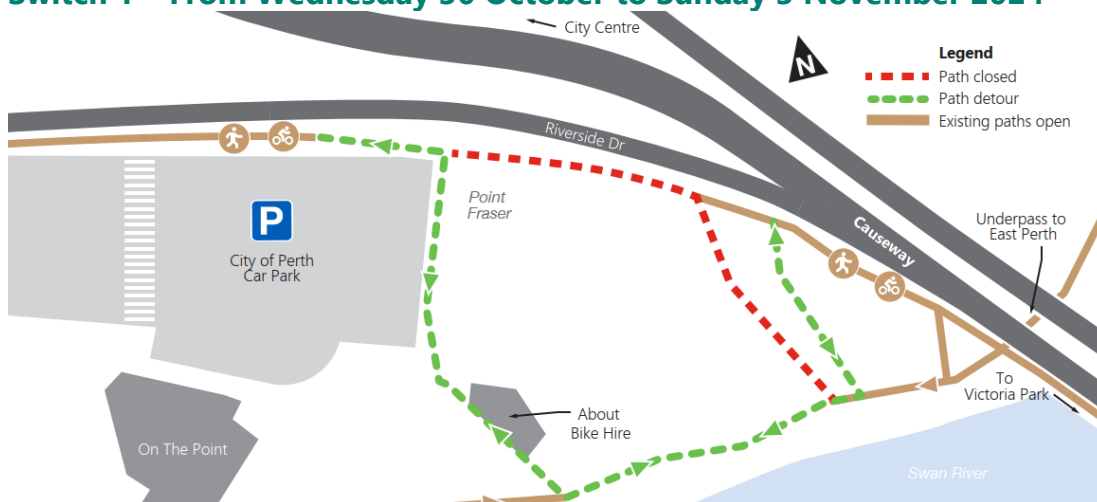 City Centre
N
Legend
Path closed
Path detour
Existing paths open
Riverside Dr
Point
Fraser
P
City of Perth
Car Park
Causeway
Underpass to
East Perth
To
Victoria Park
About
Bike Hire
On The Point
Swan River